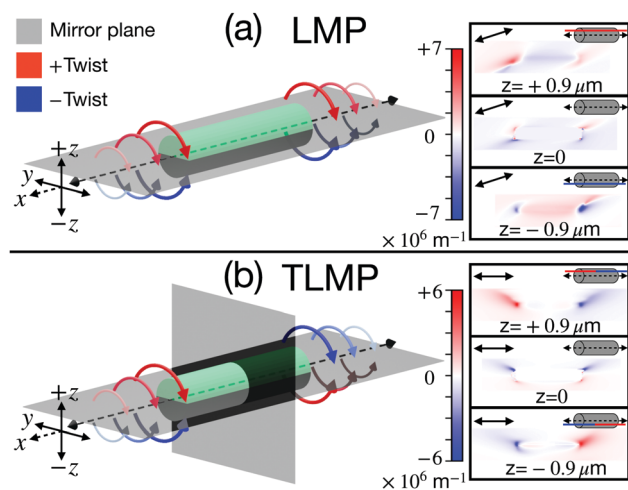 Mirror plane
+Twist
−Twist
(a) LMP
+z
y
x
−z
+7
0
−7
× 10⁶ m⁻¹
z= + 0.9 μm
z=0
z= − 0.9 μm
(b) TLMP
+z
y
x
−z
+6
0
−6
× 10⁶ m⁻¹
z= + 0.9 μm
z=0
z= − 0.9 μm